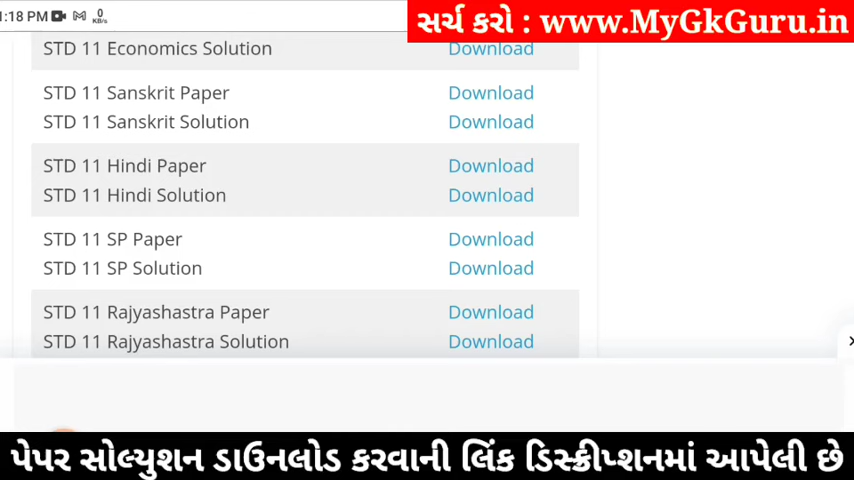 1:18 PM 0 KB/s
સર્ચ કરો : www.MyGkGuru.in
STD 11 Economics Solution Download
STD 11 Sanskrit Paper Download
STD 11 Sanskrit Solution Download
STD 11 Hindi Paper Download
STD 11 Hindi Solution Download
STD 11 SP Paper Download
STD 11 SP Solution Download
STD 11 Rajyashastra Paper Download
STD 11 Rajyashastra Solution Download
પેપર સોલ્યુશન ડાઉનલોડ કરવાની લિંક ડિસ્ક્રીપ્શનમાં આપેલી છે